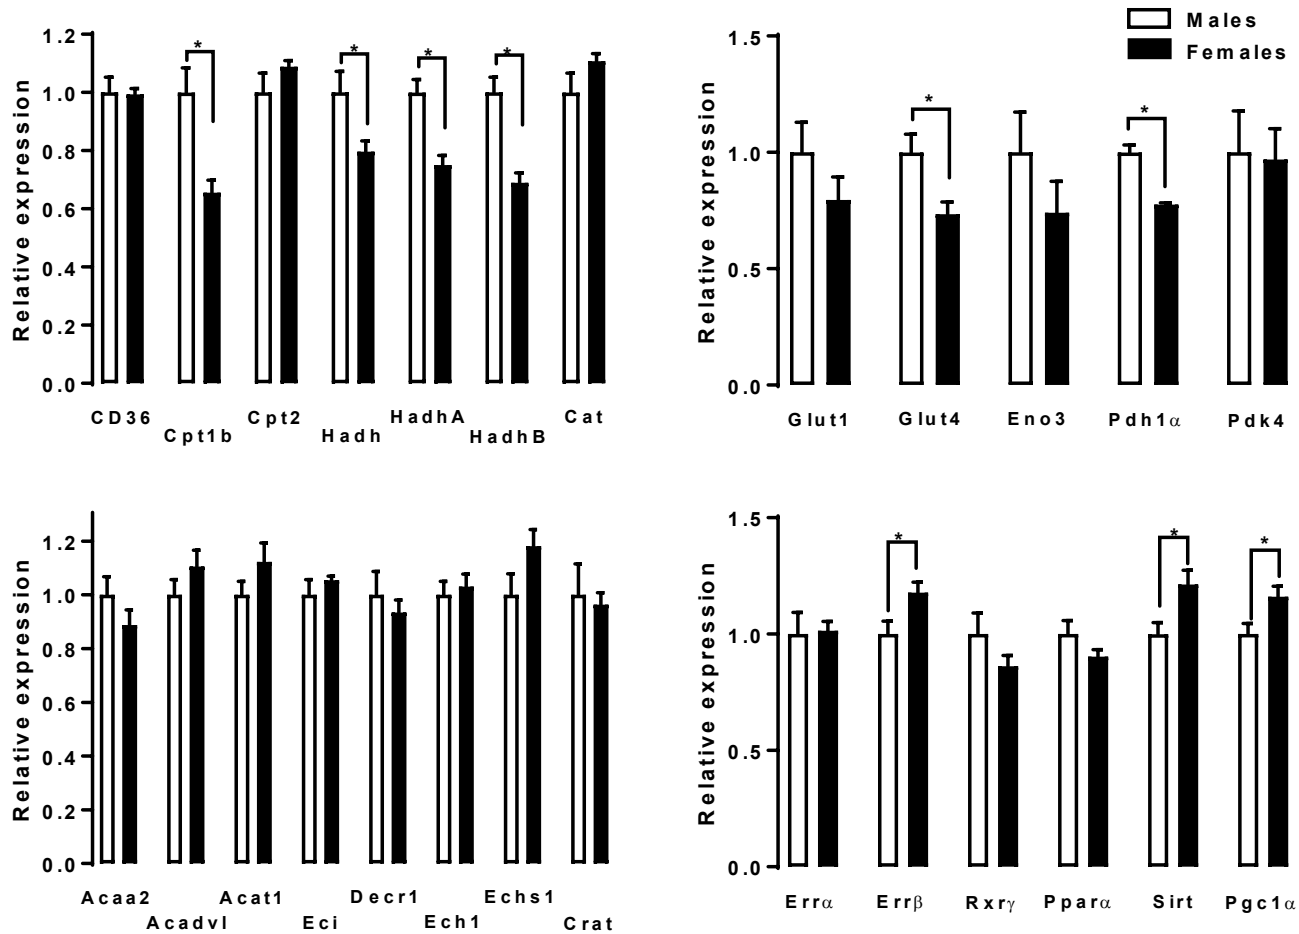 Males
Females
Relative expression
1.2
1.0
0.8
0.6
0.4
0.2
0.0
*
*
*
*
CD36
Cpt1b
Cpt2
Hadh
HadhA
HadhB
Cat
Relative expression
1.5
1.0
0.5
0.0
*
*
Glut1
Glut4
Eno3
Pdh1α
Pdk4
Relative expression
1.2
1.0
0.8
0.6
0.4
0.2
0.0
Acaa2
Acadvl
Acat1
Eci
Decr1
Ech1
Echs1
Crat
Relative expression
1.5
1.0
0.5
0.0
*
*
*
Errα
Errβ
Rxrγ
Pparα
Sirt
Pgc1α